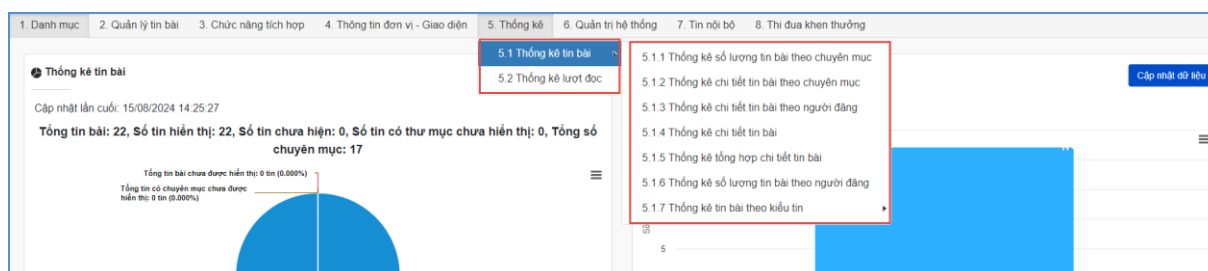 1. Danh mục 2. Quản lý tin bài 3. Chức năng tích hợp 4. Thông tin đơn vị - Giao diện 5. Thống kê 6. Quản trị hệ thống 7. Tin nội bộ 8. Thi đua khen thưởng
5.1 Thống kê tin bài
5.2 Thống kê lượt đọc
5.1.1 Thống kê số lượng tin bài theo chuyên mục
5.1.2 Thống kê chi tiết tin bài theo chuyên mục
5.1.3 Thống kê chi tiết tin bài theo người đăng
5.1.4 Thống kê chi tiết tin bài
5.1.5 Thống kê tổng hợp chi tiết tin bài
5.1.6 Thống kê số lượng tin bài theo người đăng
5.1.7 Thống kê tin bài theo kiểu tin
Thống kê tin bài
Cập nhật dữ liệu
Cập nhật lần cuối: 15/08/2024 14:25:27
Tổng tin bài: 22, Số tin hiển thị: 22, Số tin chưa hiện: 0, Số tin có thư mục chưa hiển thị: 0, Tổng số
chuyên mục: 17
Tổng tin bài chưa được hiển thị: 0 tin (0.000%)
Tổng tin có chuyên mục chưa được
hiển thị: 0 tin (0.000%)
5